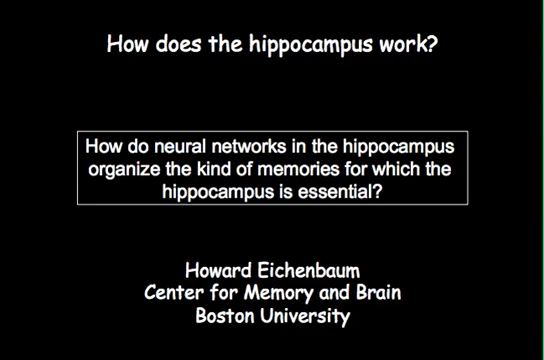 How does the hippocampus work?
How do neural networks in the hippocampus
organize the kind of memories for which the
hippocampus is essential?
Howard Eichenbaum
Center for Memory and Brain
Boston University